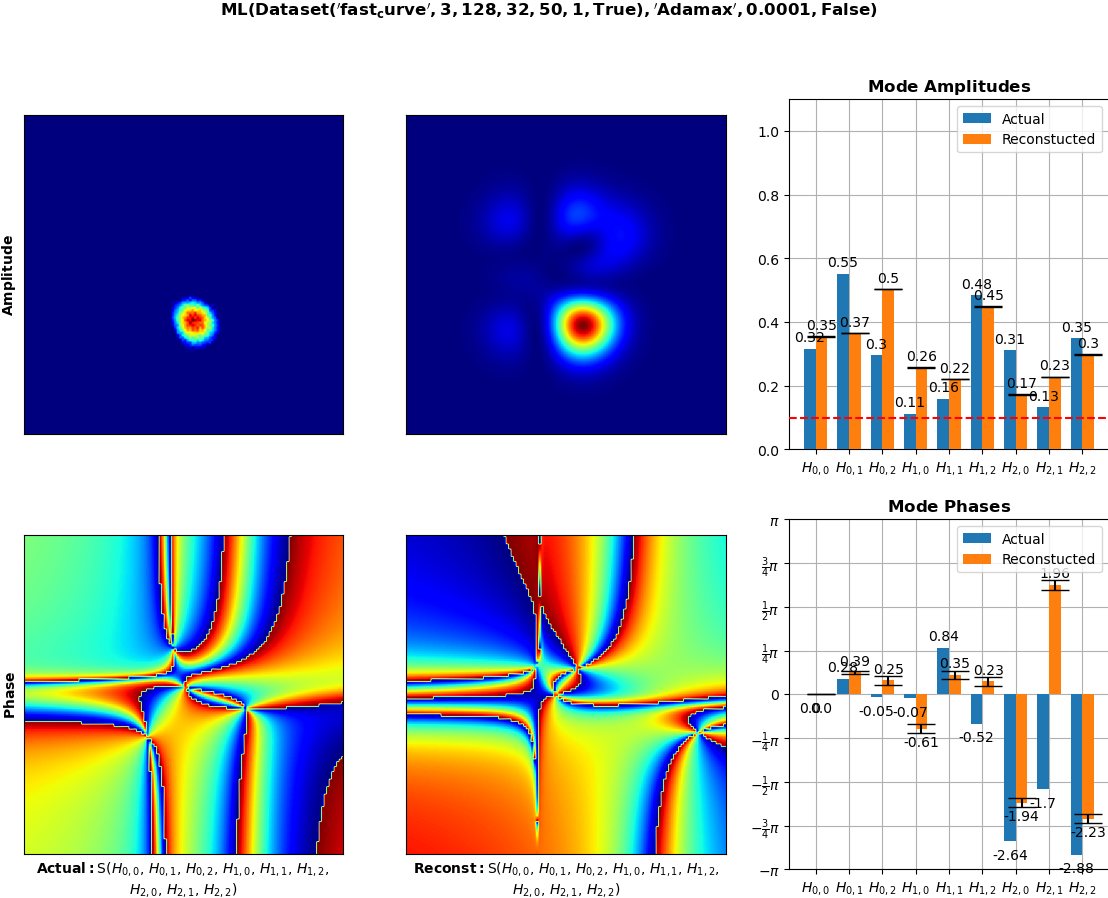 ML(Dataset('fast_curve', 3, 128, 32, 50, 1, True), 'Adamax', 0.0001, False)
Amplitude
Mode Amplitudes
Actual
Reconstucted
1.0
0.8
0.6
0.4
0.2
0.0
0.32 0.35 0.55 0.37 0.3 0.5 0.11 0.26 0.16 0.22 0.48 0.45 0.31 0.17 0.13 0.23 0.35 0.3
H0,0 H0,1 H0,2 H1,0 H1,1 H1,2 H2,0 H2,1 H2,2
Phase
Actual: S(H0,0, H0,1, H0,2, H1,0, H1,1, H1,2,
H2,0, H2,1, H2,2)
Reconst: S(H0,0, H0,1, H0,2, H1,0, H1,1, H1,2,
H2,0, H2,1, H2,2)
Mode Phases
Actual
Reconstucted
π
3/4π
1/2π
1/4π
0
−1/4π
−1/2π
−3/4π
−π
0.0 0.0 0.28 0.39 -0.05 0.25 -0.07 -0.61 0.84 0.35 -0.52 0.23 -2.64 -1.94 -1.7 1.96 -2.88 -2.23
H0,0 H0,1 H0,2 H1,0 H1,1 H1,2 H2,0 H2,1 H2,2